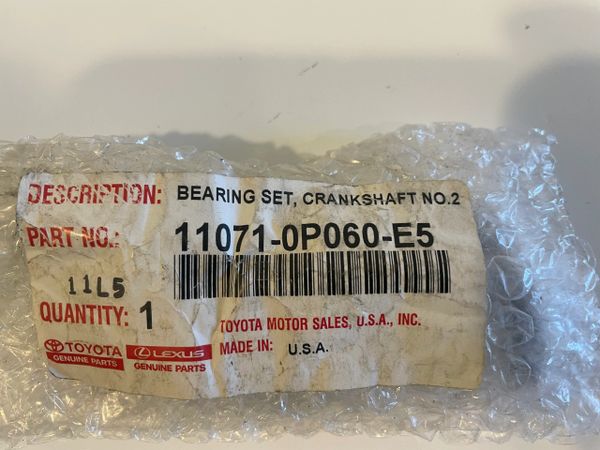 DESCRIPTION: BEARING SET, CRANKSHAFT NO.2
PART NO.: 11071-0P060-E5
11L5
QUANTITY: 1
TOYOTA MOTOR SALES, U.S.A., INC.
TOYOTA LEXUS MADE IN: U.S.A.
GENUINE PARTS GENUINE PARTS